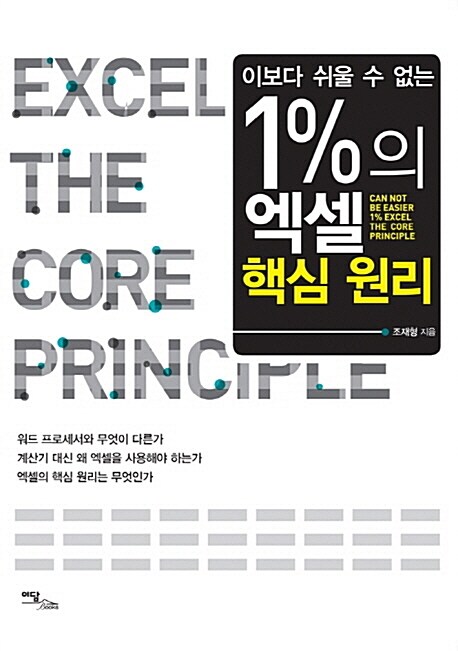 EXCEL
THE
CORE
PRINCIPLE
이보다 쉬울 수 없는
1%의
엑셀
CAN NOT
BE EASIER
1% EXCEL
THE CORE
PRINCIPLE
핵심 원리
조재형 지음
워드 프로세서와 무엇이 다른가
계산기 대신 왜 엑셀을 사용해야 하는가
엑셀의 핵심 원리는 무엇인가
이담
BOOKS